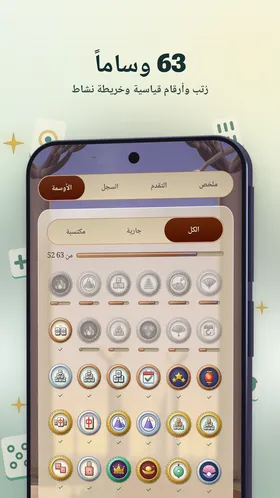 63 وساماً
رتب وأرقام قياسية وخريطة نشاط
ملخص
التقدم
السجل
الأوسمة
الكل
جارية
مكتسبة
52 من 63